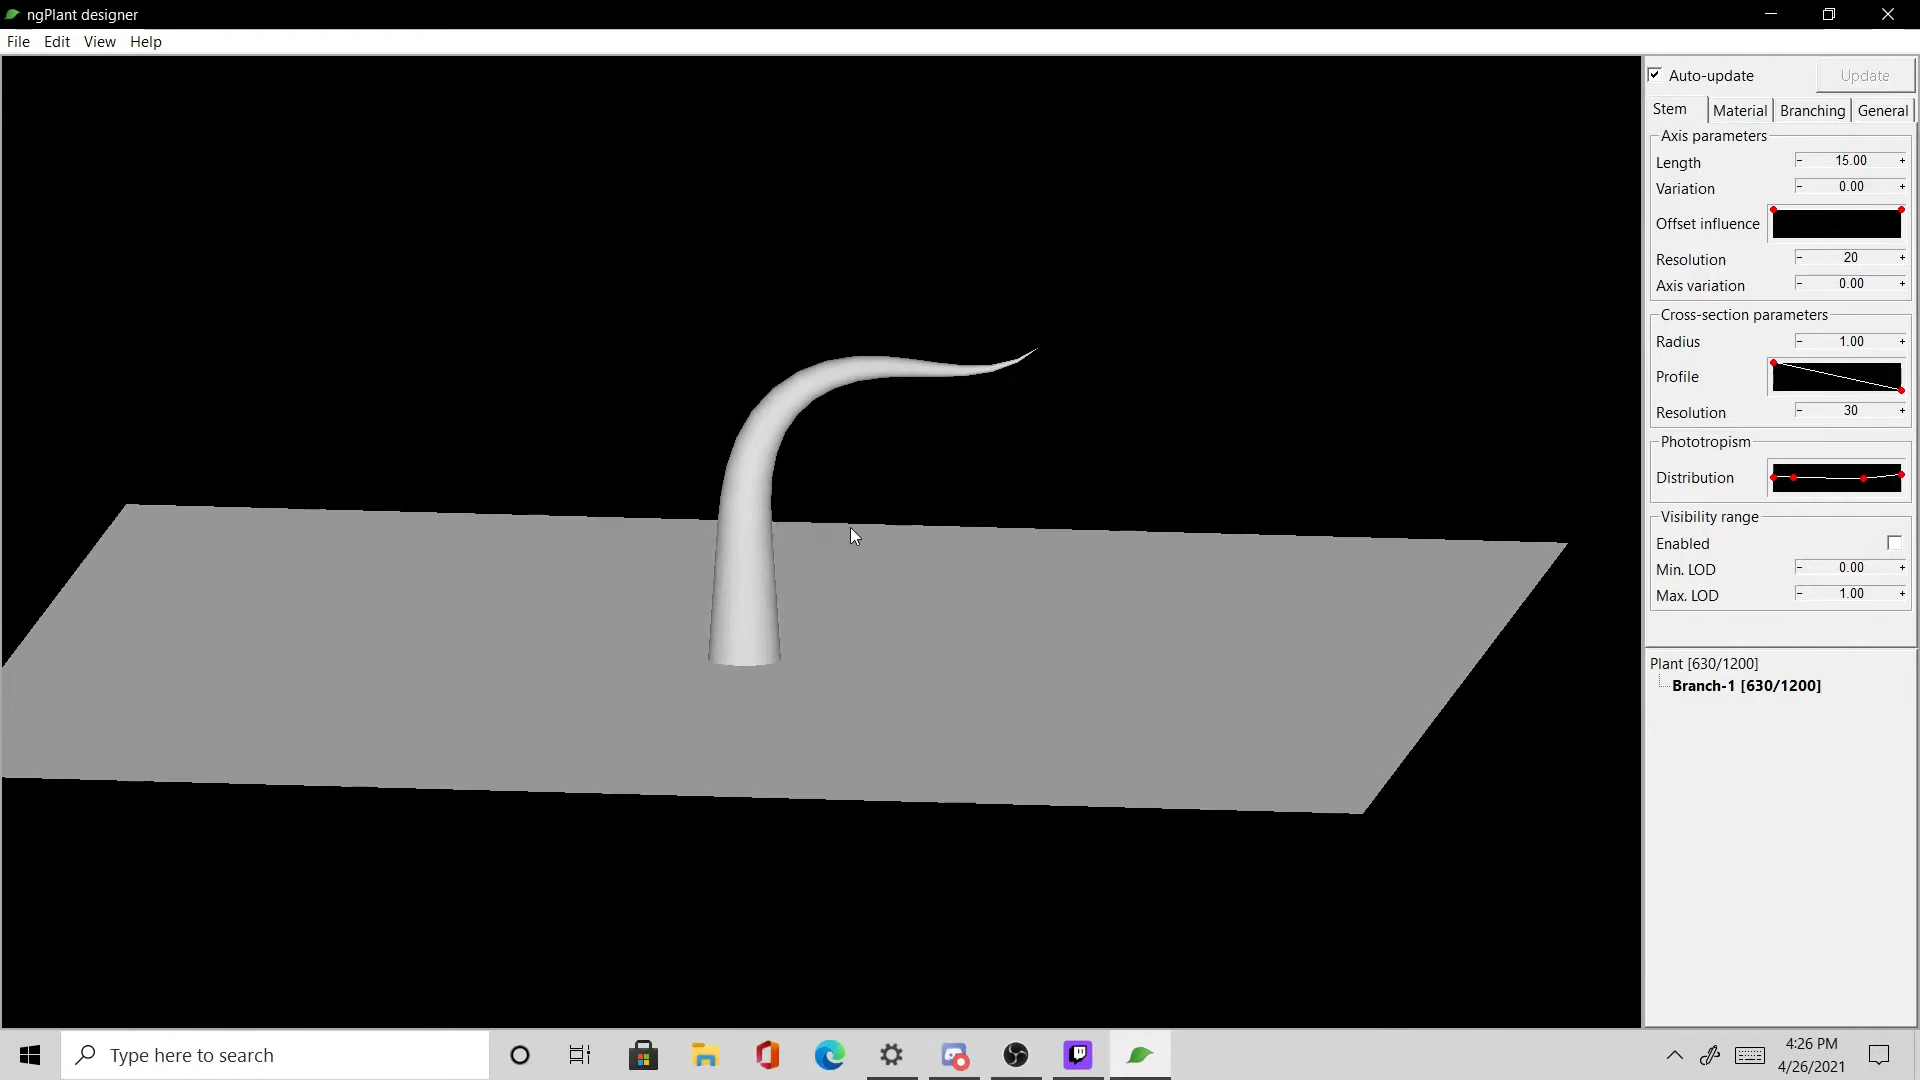 ngPlant designer
File Edit View Help
Auto-update Update
Stem Material Branching General
Axis parameters
Length - 15.00 +
Variation - 0.00 +
Offset influence
Resolution - 20 +
Axis variation - 0.00 +
Cross-section parameters
Radius - 1.00 +
Profile
Resolution - 30 +
Phototropism
Distribution
Visibility range
Enabled
Min. LOD - 0.00 +
Max. LOD - 1.00 +
Plant [630/1200]
Branch-1 [630/1200]
Type here to search
4:26 PM
4/26/2021